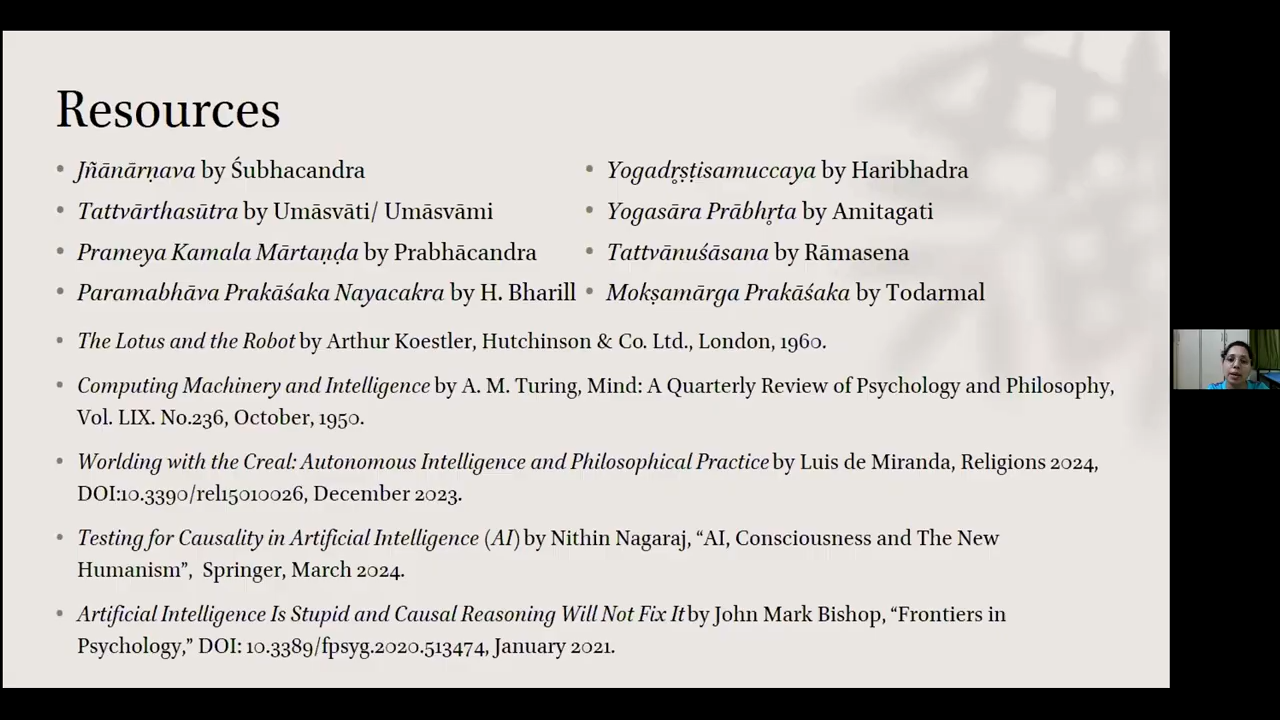 Resources
• Jñānārṇava by Śubhacandra
• Tattvārthasūtra by Umāsvāti/ Umāsvāmi
• Prameya Kamala Mārtaṇḍa by Prabhācandra
• Paramabhāva Prakāśaka Nayacakra by H. Bharill
• Yogadr̥ṣṭisamuccaya by Haribhadra
• Yogasāra Prābhr̥ta by Amitagati
• Tattvānuśāsana by Rāmasena
• Mokṣamārga Prakāśaka by Todarmal
• The Lotus and the Robot by Arthur Koestler, Hutchinson & Co. Ltd., London, 1960.
• Computing Machinery and Intelligence by A. M. Turing, Mind: A Quarterly Review of Psychology and Philosophy,
Vol. LIX. No.236, October, 1950.
• Worlding with the Creal: Autonomous Intelligence and Philosophical Practice by Luis de Miranda, Religions 2024,
DOI:10.3390/rel15010026, December 2023.
• Testing for Causality in Artificial Intelligence (AI) by Nithin Nagaraj, “AI, Consciousness and The New
Humanism”, Springer, March 2024.
• Artificial Intelligence Is Stupid and Causal Reasoning Will Not Fix It by John Mark Bishop, “Frontiers in
Psychology,” DOI: 10.3389/fpsyg.2020.513474, January 2021.